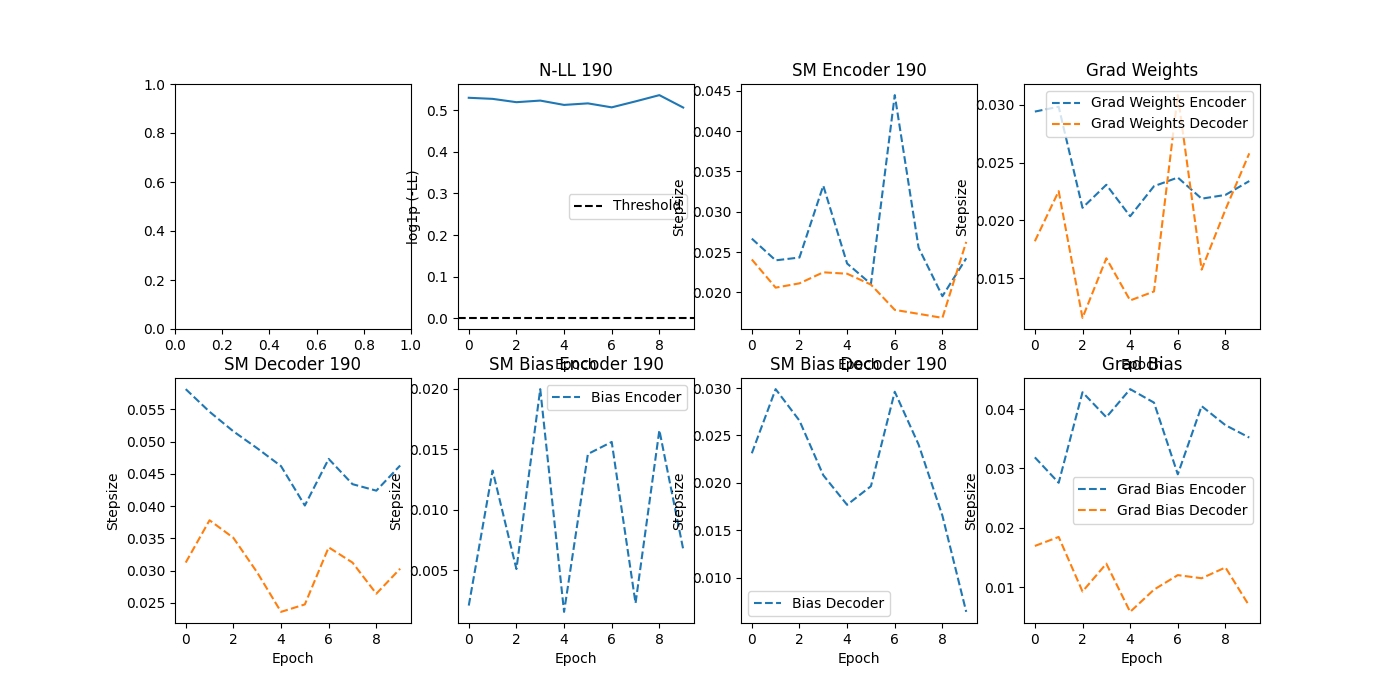 N-LL 190
SM Encoder 190
Grad Weights
1.0
0.8
0.6
0.4
0.2
0.0
0.0 0.2 0.4 0.6 0.8 1.0
log1p (-LL)
0.5
0.4
0.3
0.2
0.1
0.0
Threshold
0 2 4 6 8
Epoch
Stepsize
0.045
0.040
0.035
0.030
0.025
0.020
0 2 4 6 8
Epoch
Stepsize
0.030
0.025
0.020
0.015
Grad Weights Encoder
Grad Weights Decoder
0 2 4 6 8
Epoch
SM Decoder 190
SM Bias Encoder 190
SM Bias Decoder 190
Grad Bias
Stepsize
0.055
0.050
0.045
0.040
0.035
0.030
0.025
0 2 4 6 8
Epoch
Stepsize
0.020
0.015
0.010
0.005
Bias Encoder
0 2 4 6 8
Epoch
Stepsize
0.030
0.025
0.020
0.015
0.010
Bias Decoder
0 2 4 6 8
Epoch
Stepsize
0.04
0.03
0.02
0.01
Grad Bias Encoder
Grad Bias Decoder
0 2 4 6 8
Epoch